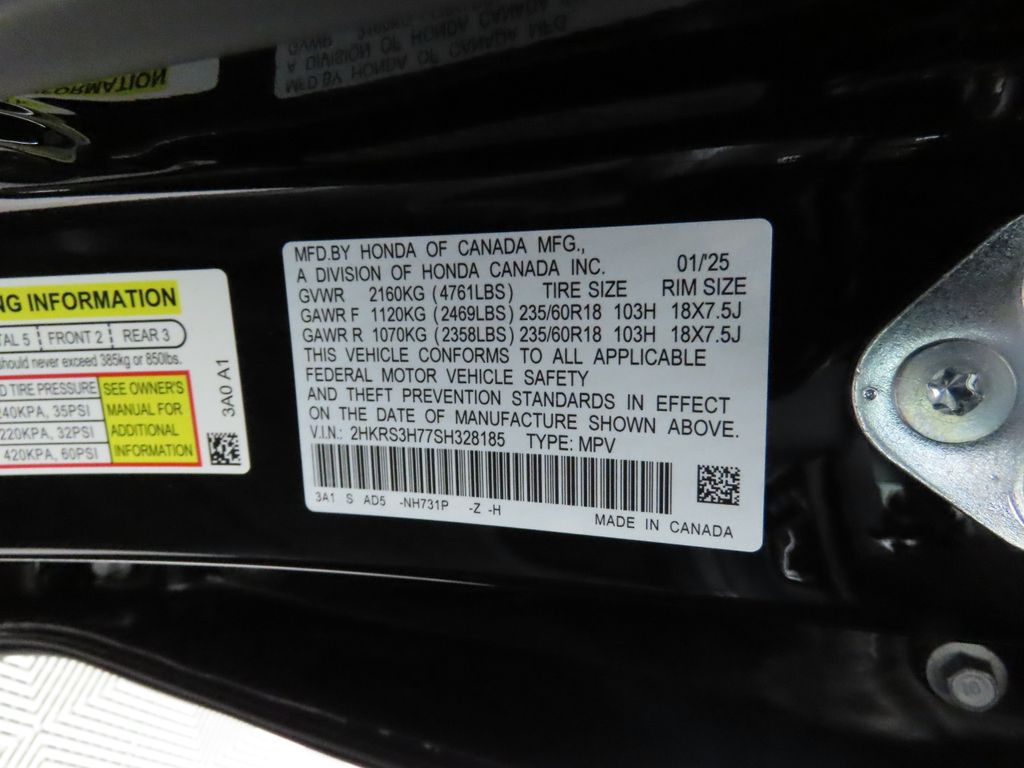 MFD.BY HONDA OF CANADA MFG.,
A DIVISION OF HONDA CANADA INC. 01/'25
GVWR 2160KG (4761LBS) TIRE SIZE RIM SIZE
GAWR F 1120KG (2469LBS) 235/60R18 103H 18X7.5J
GAWR R 1070KG (2358LBS) 235/60R18 103H 18X7.5J
THIS VEHICLE CONFORMS TO ALL APPLICABLE
FEDERAL MOTOR VEHICLE SAFETY
AND THEFT PREVENTION STANDARDS IN EFFECT
ON THE DATE OF MANUFACTURE SHOWN ABOVE.
V.I.N.: 2HKRS3H77SH328185 TYPE: MPV
3A1 S AD5 -NH731P -Z -H
MADE IN CANADA
NG INFORMATION
TAL 5 FRONT 2 REAR 3
should never exceed 385kg or 850lbs.
D TIRE PRESSURE
240KPA, 35PSI
220KPA, 32PSI
420KPA, 60PSI
SEE OWNER'S
MANUAL FOR
ADDITIONAL
INFORMATION
3A0 A1